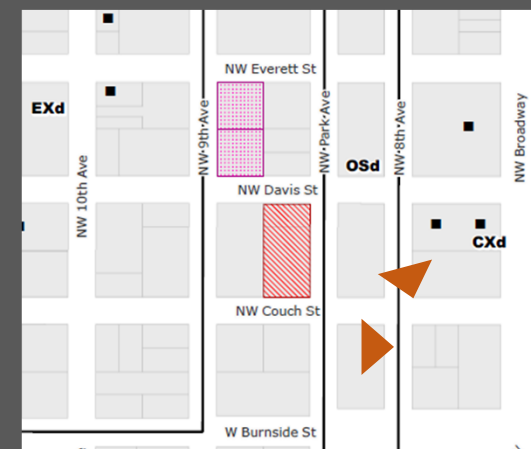 NW Everett St
EXd
NW 10th Ave
NW·9th·Ave
NW·Park·Ave
NW·8th·Ave
NW Broadway
OSd
NW Davis St
CXd
NW Couch St
W Burnside St